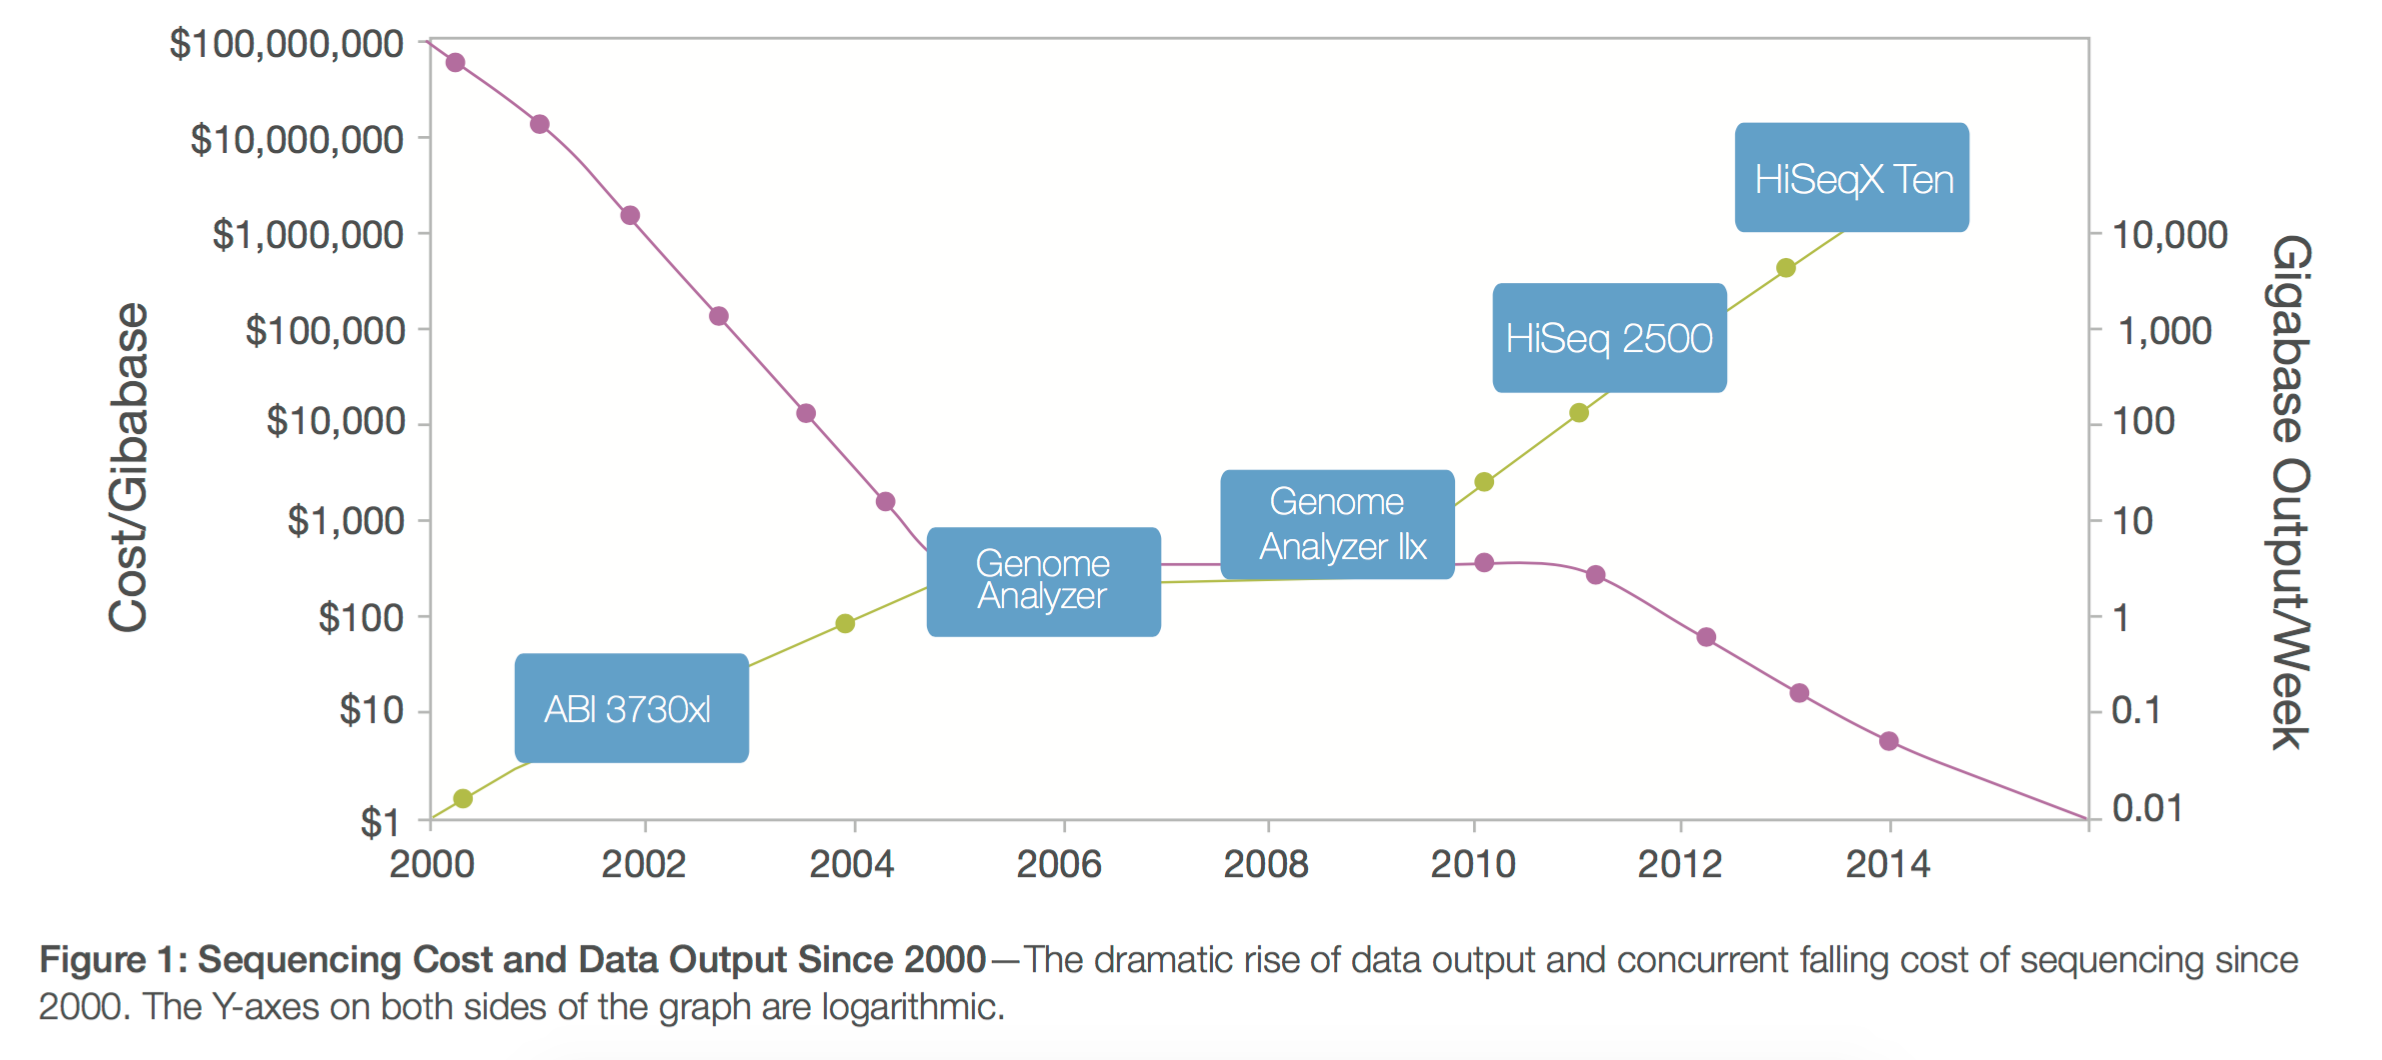 $100,000,000
$10,000,000
$1,000,000
$100,000
$10,000
$1,000
$100
$10
$1
Cost/Gibabase
HiSeqX Ten
HiSeq 2500
Genome
Analyzer IIx
Genome
Analyzer
ABI 3730xl
10,000
1,000
100
10
1
0.1
0.01
Gigabase Output/Week
2000 2002 2004 2006 2008 2010 2012 2014
Figure 1: Sequencing Cost and Data Output Since 2000—The dramatic rise of data output and concurrent falling cost of sequencing since
2000. The Y-axes on both sides of the graph are logarithmic.